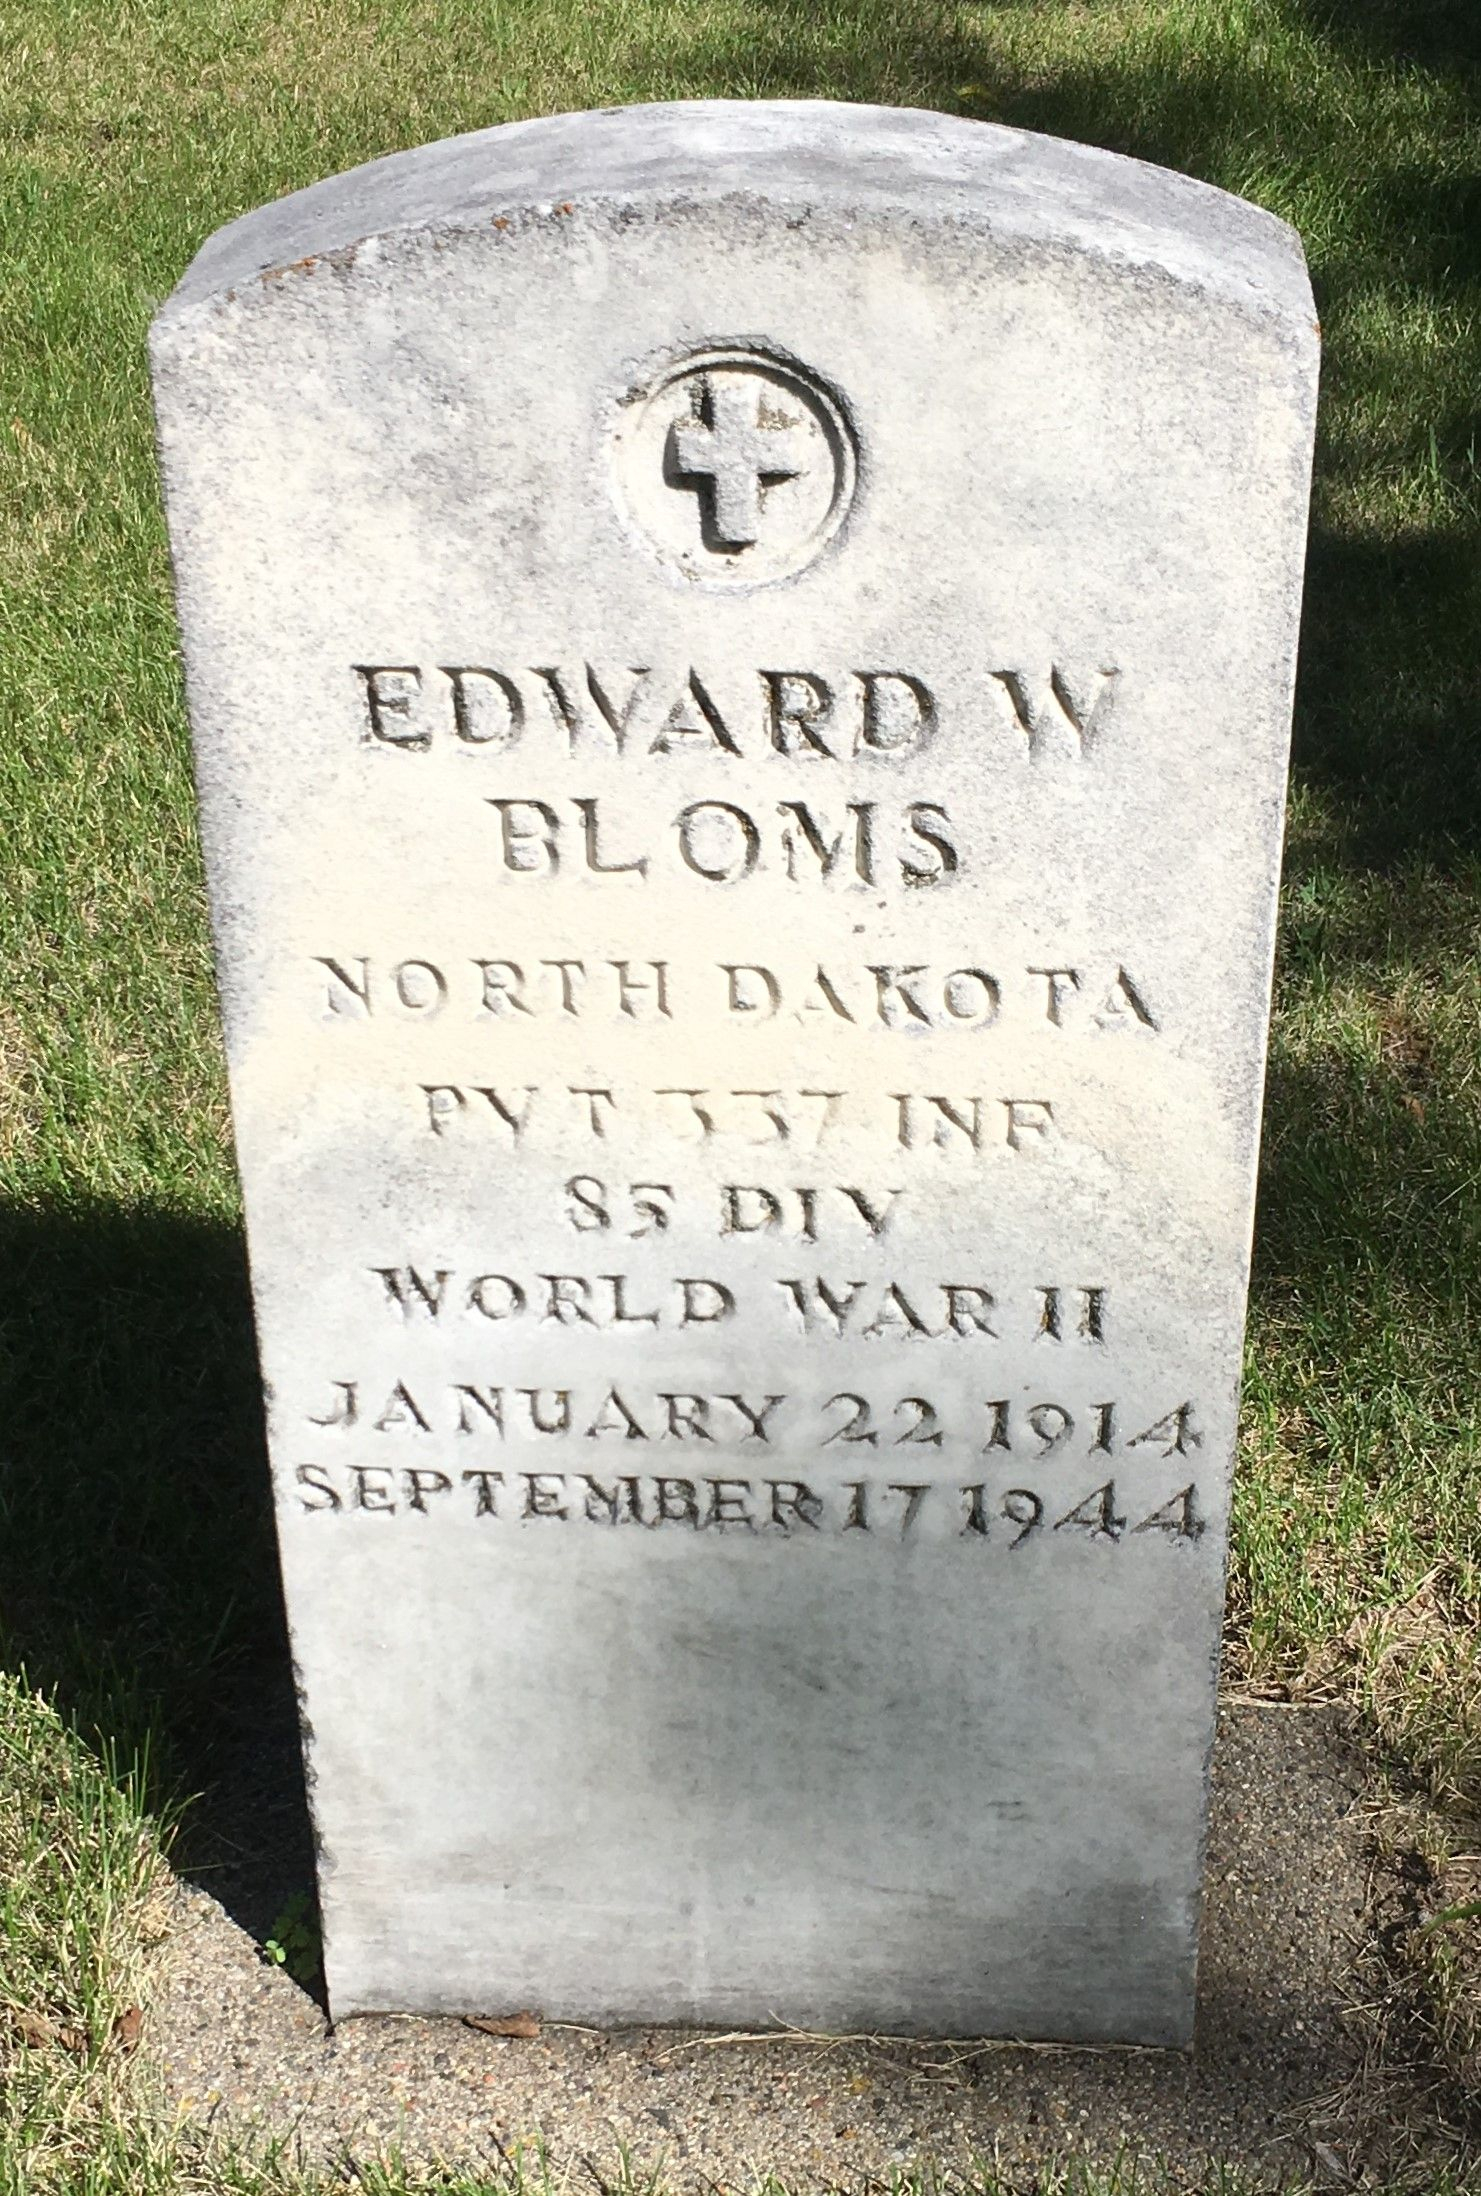 EDWARD W
BLOMS
NORTH DAKOTA
PVT 337 INF
85 DIV
WORLD WAR II
JANUARY 22 1914
SEPTEMBER 17 1944